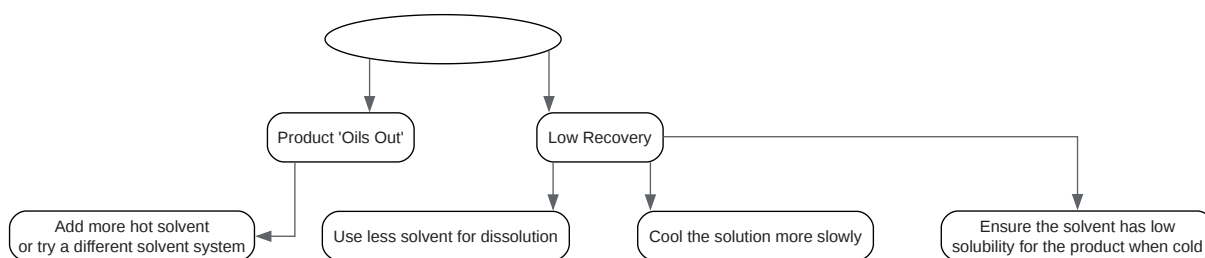 Product 'Oils Out'
Low Recovery
Add more hot solvent
or try a different solvent system
Use less solvent for dissolution
Cool the solution more slowly
Ensure the solvent has low
solubility for the product when cold